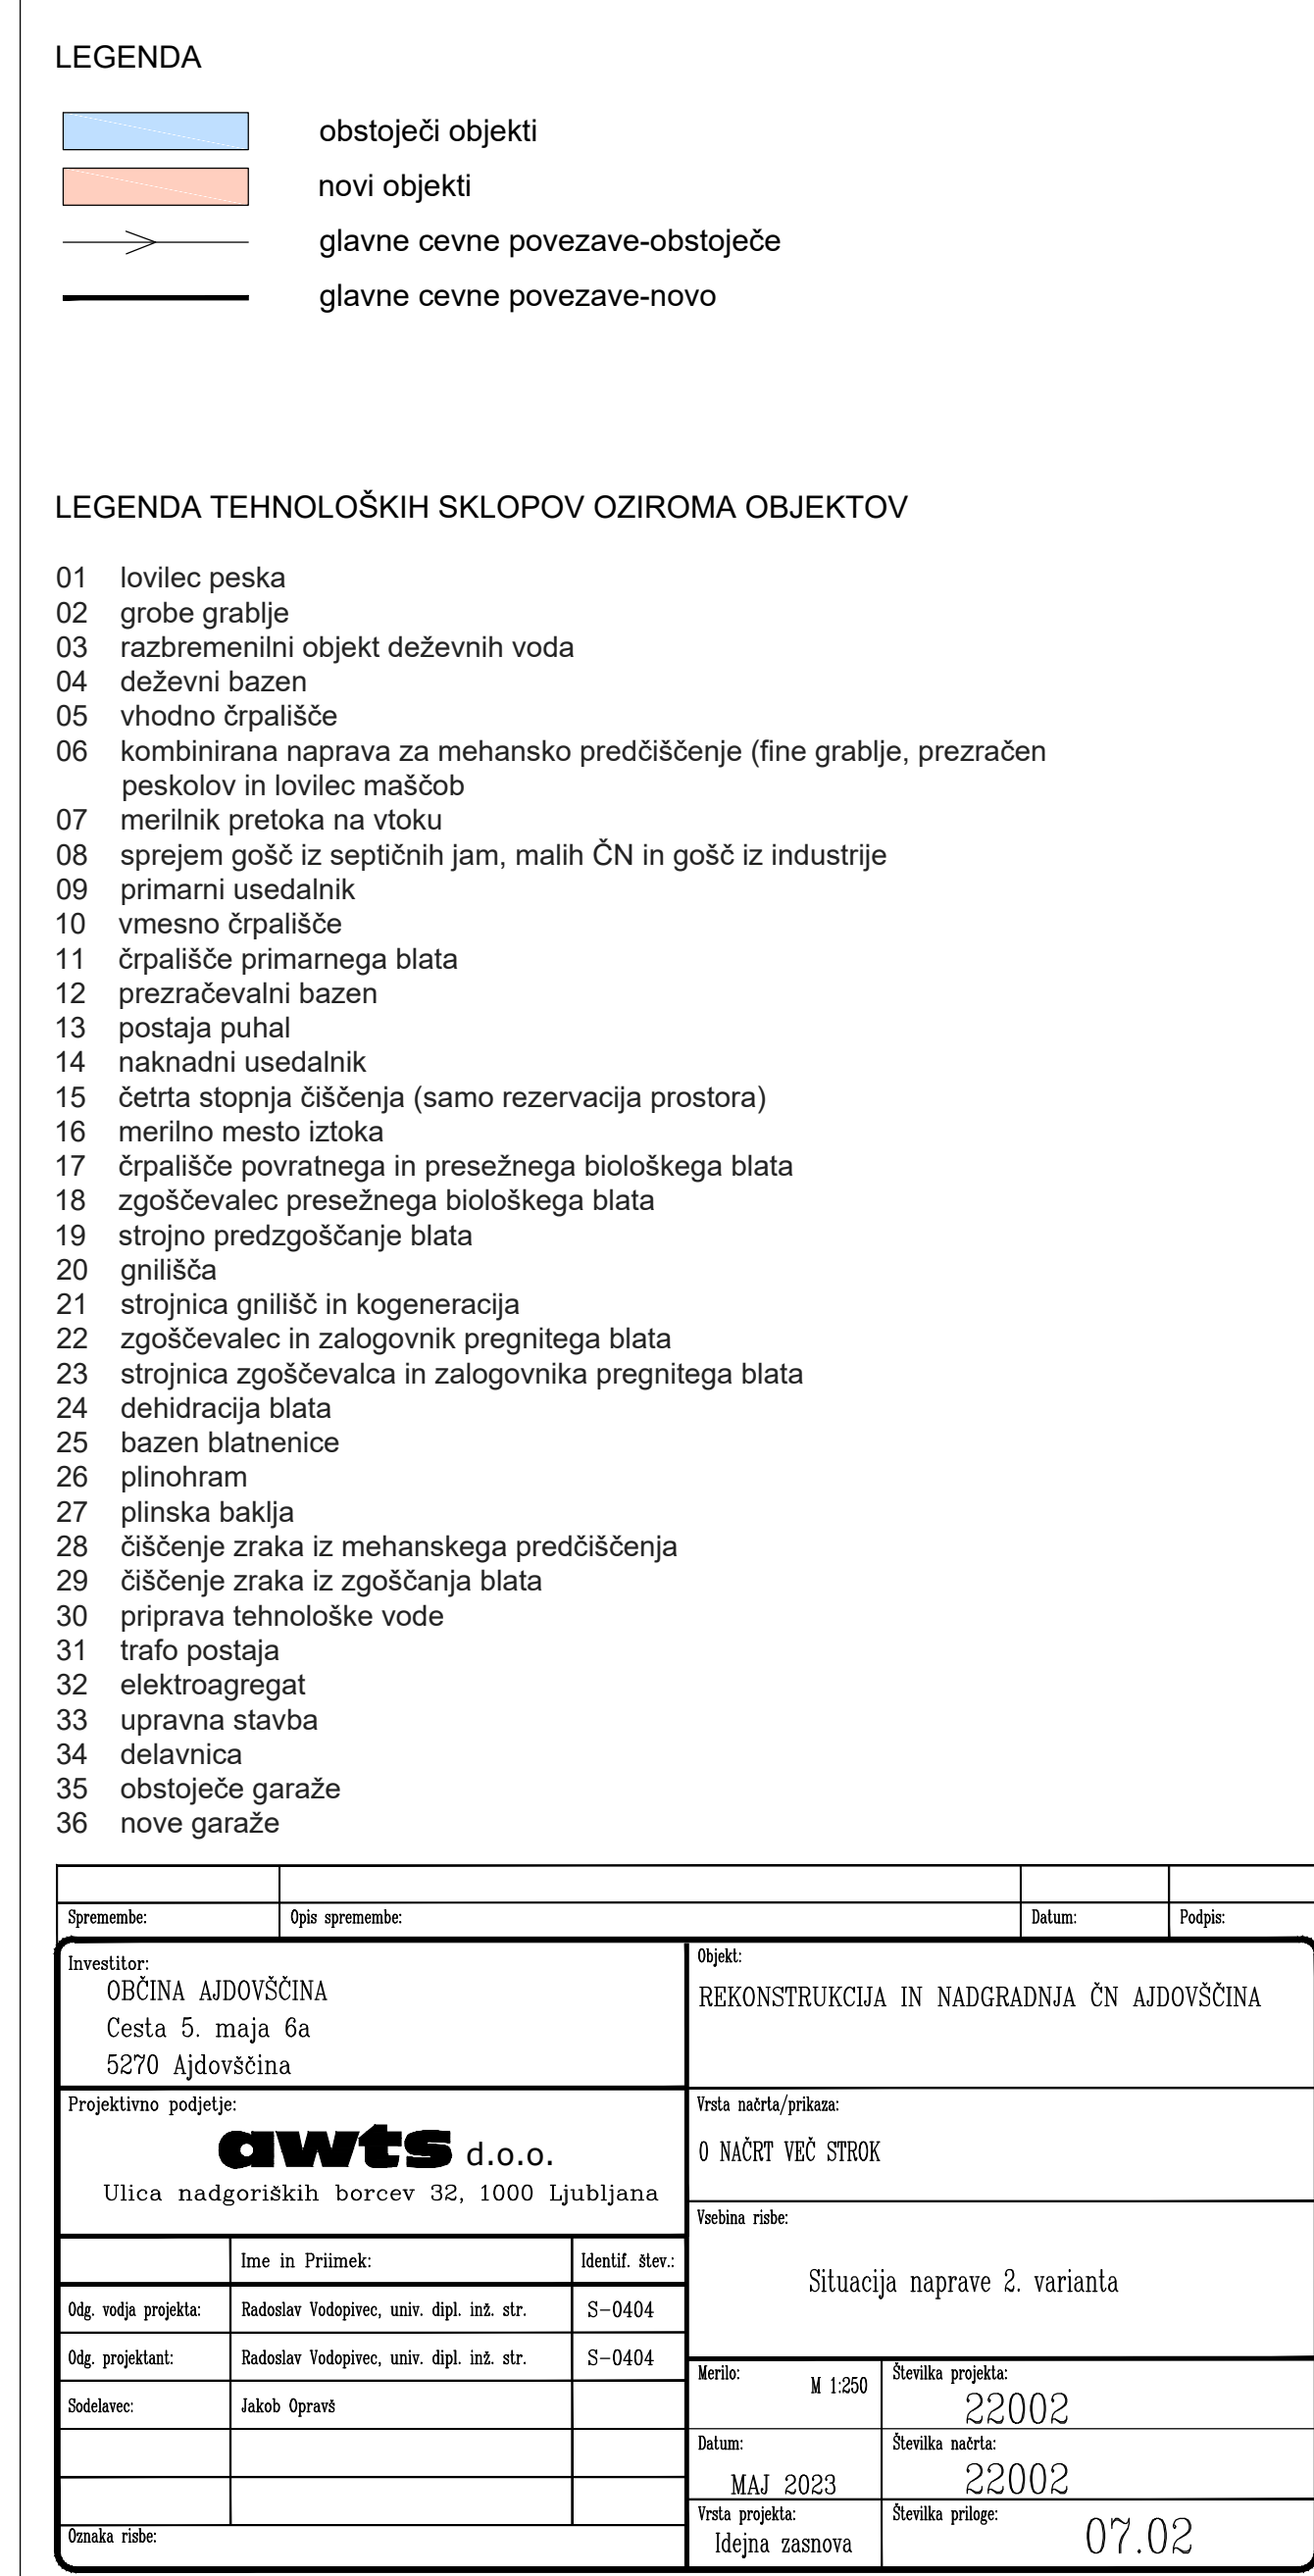 LEGENDA
obstoječi objekti
novi objekti
glavne cevne povezave-obstoječe
glavne cevne povezave-novo
LEGENDA TEHNOLOŠKIH SKLOPOV OZIROMA OBJEKTOV
01 lovilec peska
02 grobe grablje
03 razbremenilni objekt deževnih voda
04 deževni bazen
05 vhodno črpališče
06 kombinirana naprava za mehansko predčiščenje (fine grablje, prezračen
peskolov in lovilec maščob
07 merilnik pretoka na vtoku
08 sprejem gošč iz septičnih jam, malih ČN in gošč iz industrije
09 primarni usedalnik
10 vmesno črpališče
11 črpališče primarnega blata
12 prezračevalni bazen
13 postaja puhal
14 naknadni usedalnik
15 četrta stopnja čiščenja (samo rezervacija prostora)
16 merilno mesto iztoka
17 črpališče povratnega in presežnega biološkega blata
18 zgoščevalec presežnega biološkega blata
19 strojno predzgoščanje blata
20 gnilišča
21 strojnica gnilišč in kogeneracija
22 zgoščevalec in zalogovnik pregnitega blata
23 strojnica zgoščevalca in zalogovnika pregnitega blata
24 dehidracija blata
25 bazen blatnenice
26 plinohram
27 plinska baklja
28 čiščenje zraka iz mehanskega predčiščenja
29 čiščenje zraka iz zgoščanja blata
30 priprava tehnološke vode
31 trafo postaja
32 elektroagregat
33 upravna stavba
34 delavnica
35 obstoječe garaže
36 nove garaže
Spremembe: Opis spremembe: Datum: Podpis:
Investitor:
OBČINA AJDOVŠČINA
Cesta 5. maja 6a
5270 Ajdovščina
Objekt:
REKONSTRUKCIJA IN NADGRADNJA ČN AJDOVŠČINA
Projektivno podjetje:
awts d.o.o.
Ulica nadgoriških borcev 32, 1000 Ljubljana
Vrsta načrta/prikaza:
0 NAČRT VEČ STROK
Vsebina risbe:
Situacija naprave 2. varianta
Ime in Priimek: Identif. štev.:
Odg. vodja projekta: Radoslav Vodopivec, univ. dipl. inž. str. S-0404
Odg. projektant: Radoslav Vodopivec, univ. dipl. inž. str. S-0404
Sodelavec: Jakob Opravš
Oznaka risbe:
Merilo: M 1:250
Številka projekta:
22002
Datum:
MAJ 2023
Številka načrta:
22002
Vrsta projekta:
Idejna zasnova
Številka priloge:
07.02